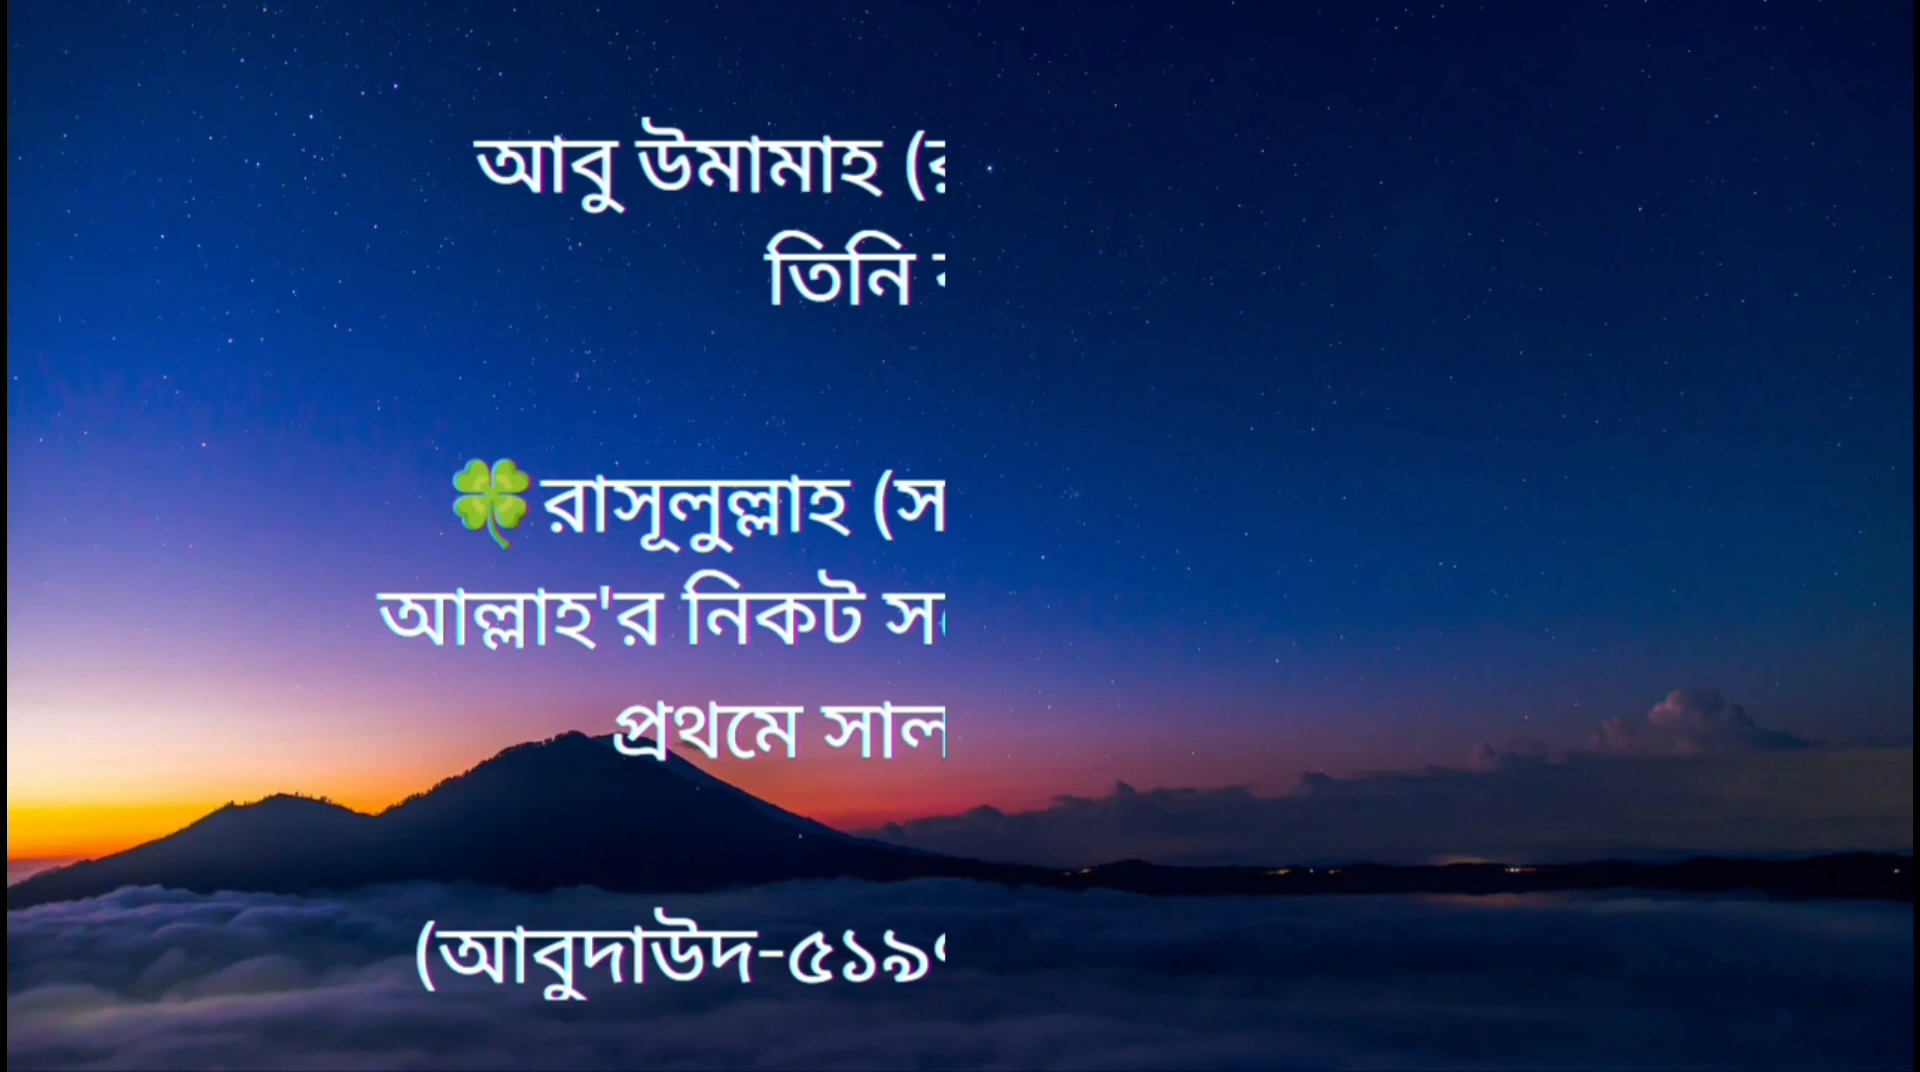 আবু উমামাহ (
তিনি
🍀রাসূলুল্লাহ (স
আল্লাহ'র নিকট
প্রথমে সাল
(আবুদাউদ-৫১৯